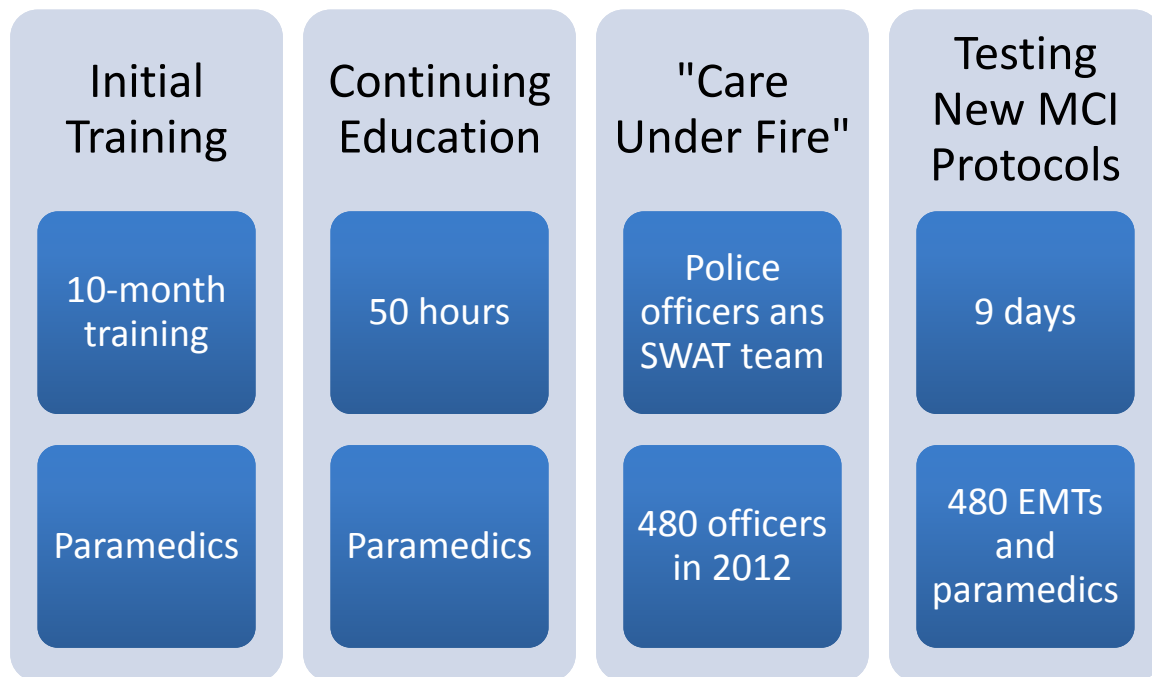 Initial
Training
10-month
training
Paramedics
Continuing
Education
50 hours
Paramedics
"Care
Under Fire"
Police
officers ans
SWAT team
480 officers
in 2012
Testing
New MCI
Protocols
9 days
480 EMTs
and
paramedics